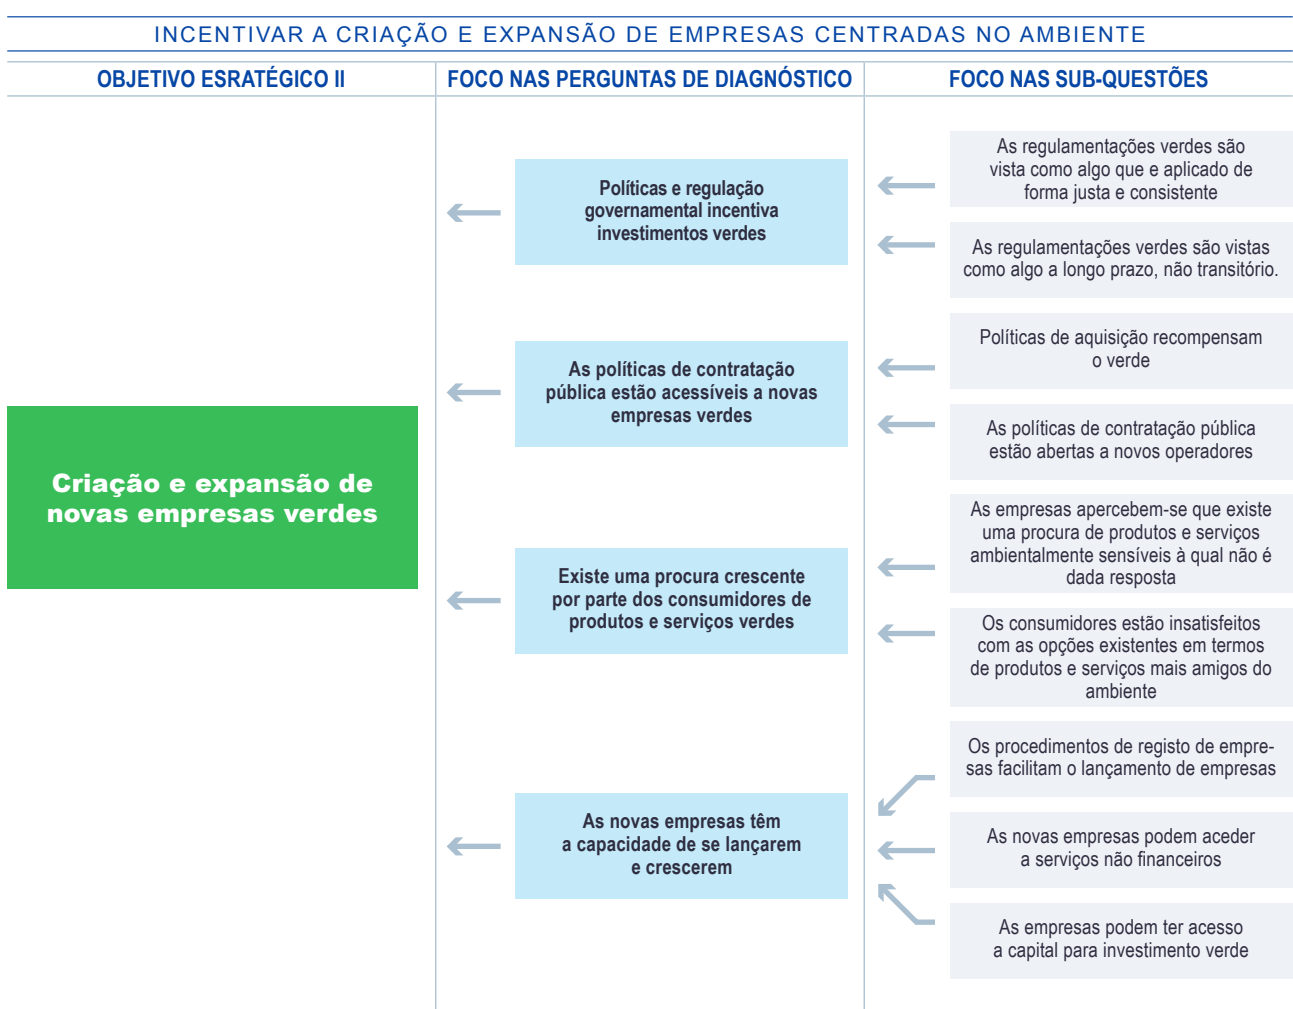 INCENTIVAR A CRIAÇÃO E EXPANSÃO DE EMPRESAS CENTRADAS NO AMBIENTE
OBJETIVO ESRATÉGICO II
FOCO NAS PERGUNTAS DE DIAGNÓSTICO
FOCO NAS SUB-QUESTÕES
Criação e expansão de
novas empresas verdes
Políticas e regulação
governamental incentiva
investimentos verdes
As políticas de contratação
pública estão acessíveis a novas
empresas verdes
Existe uma procura crescente
por parte dos consumidores de
produtos e serviços verdes
As novas empresas têm
a capacidade de se lançarem
e crescerem
As regulamentações verdes são
vista como algo que e aplicado de
forma justa e consistente
As regulamentações verdes são vistas
como algo a longo prazo, não transitório.
Políticas de aquisição recompensam
o verde
As políticas de contratação pública
estão abertas a novos operadores
As empresas apercebem-se que existe
uma procura de produtos e serviços
ambientalmente sensíveis à qual não é
dada resposta
Os consumidores estão insatisfeitos
com as opções existentes em termos
de produtos e serviços mais amigos do
ambiente
Os procedimentos de registo de empre-
sas facilitam o lançamento de empresas
As novas empresas podem aceder
a serviços não financeiros
As empresas podem ter acesso
a capital para investimento verde